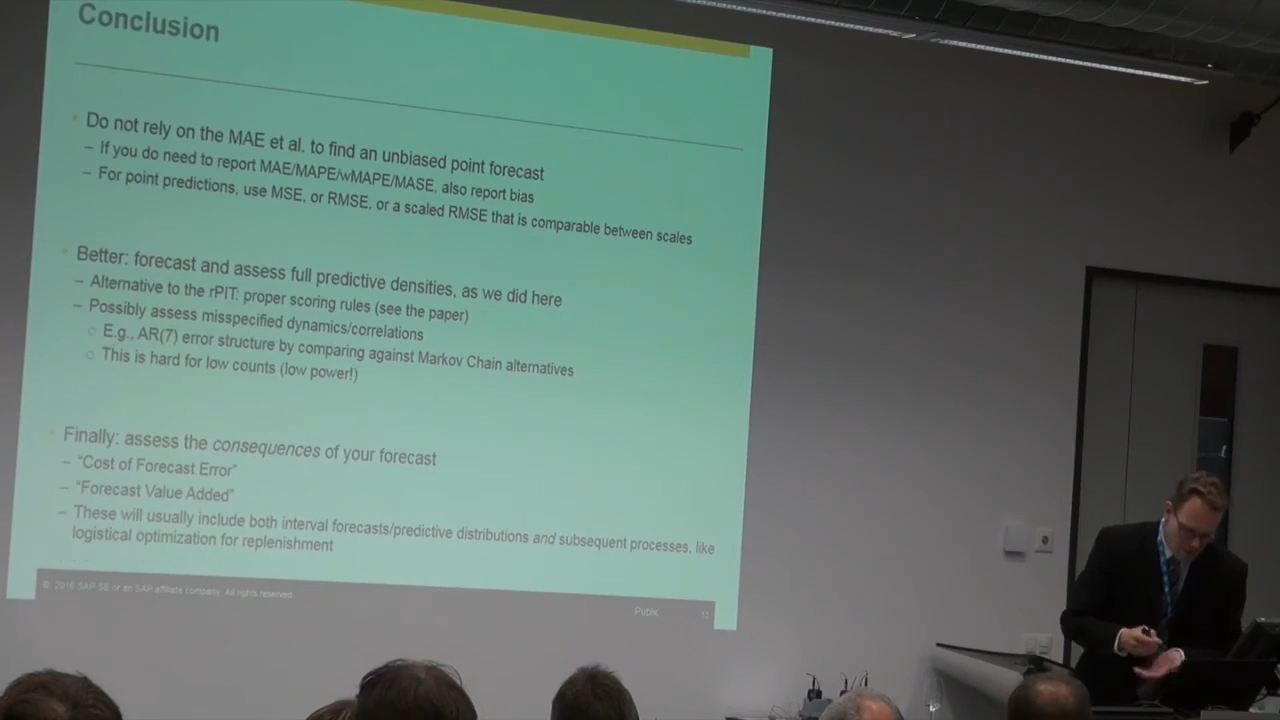 Conclusion
Do not rely on the MAE et al. to find an unbiased point forecast
– If you do need to report MAE/MAPE/wMAPE/MASE, also report bias
– For point predictions, use MSE, or RMSE, or a scaled RMSE that is comparable between scales
Better: forecast and assess full predictive densities, as we did here
– Alternative to the rPIT: proper scoring rules (see the paper)
– Possibly assess misspecified dynamics/correlations
○ E.g., AR(7) error structure by comparing against Markov Chain alternatives
○ This is hard for low counts (low power!)
Finally: assess the consequences of your forecast
– "Cost of Forecast Error"
– "Forecast Value Added"
– These will usually include both interval forecasts/predictive distributions and subsequent processes, like
logistical optimization for replenishment
© 2016 SAP SE or an SAP affiliate company. All rights reserved.
Public